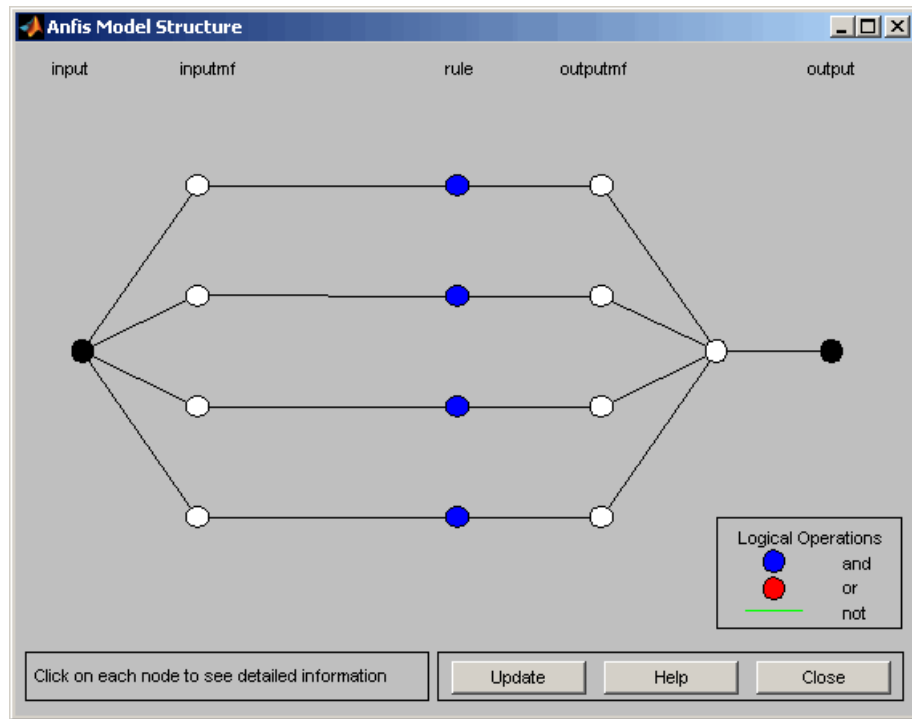 Anfis Model Structure
input inputmf rule outputmf output
Logical Operations
and
or
not
Click on each node to see detailed information
Update Help Close